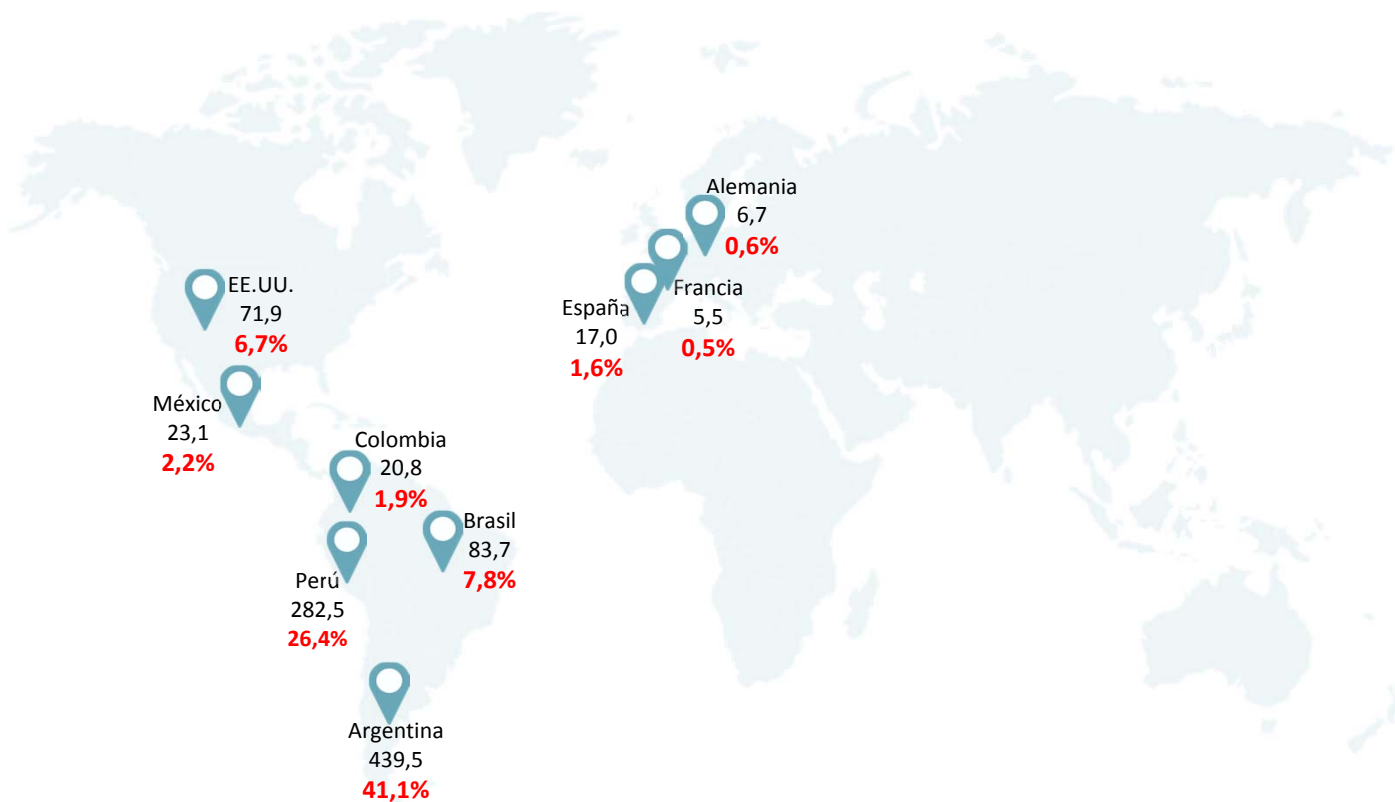 Alemania
6,7
0,6%
EE.UU.
71,9
6,7%
Francia
5,5
0,5%
España
17,0
1,6%
México
23,1
2,2%
Colombia
20,8
1,9%
Brasil
83,7
7,8%
Perú
282,5
26,4%
Argentina
439,5
41,1%